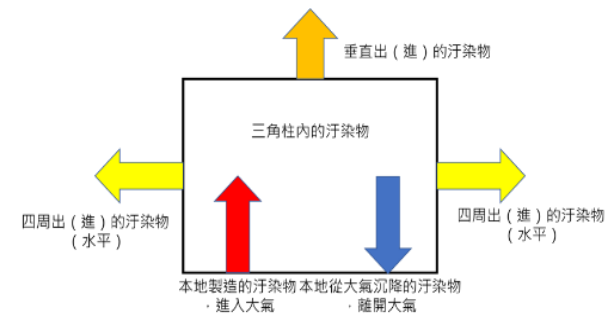 垂直出（進）的汙染物
三角柱內的汙染物
四周出（進）的汙染物
（水平）
四周出（進）的汙染物
（水平）
本地製造的汙染物
，進入大氣
本地從大氣沉降的汙染物
，離開大氣